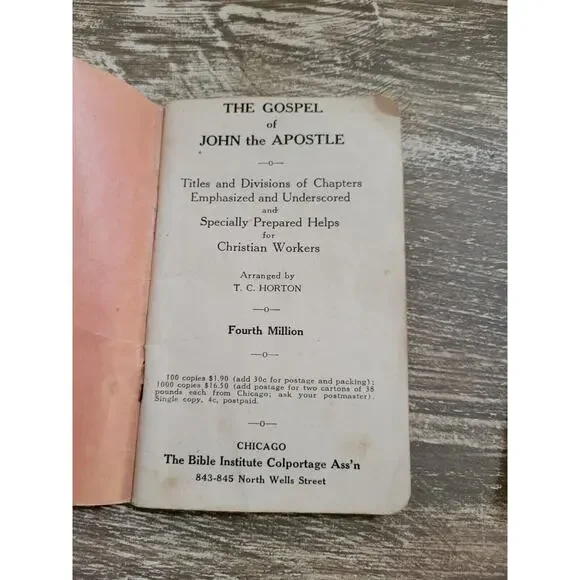 THE GOSPEL
of
JOHN the APOSTLE
—o—
Titles and Divisions of Chapters
Emphasized and Underscored
and
Specially Prepared Helps
for
Christian Workers
Arranged by
T. C. HORTON
—o—
Fourth Million
—o—
100 copies $1.90 (add 30c for postage and packing);
1000 copies $16.50 (add postage for two cartons of 38
pounds each from Chicago; ask your postmaster).
Single copy, 4c, postpaid.
—o—
CHICAGO
The Bible Institute Colportage Ass'n
843-845 North Wells Street